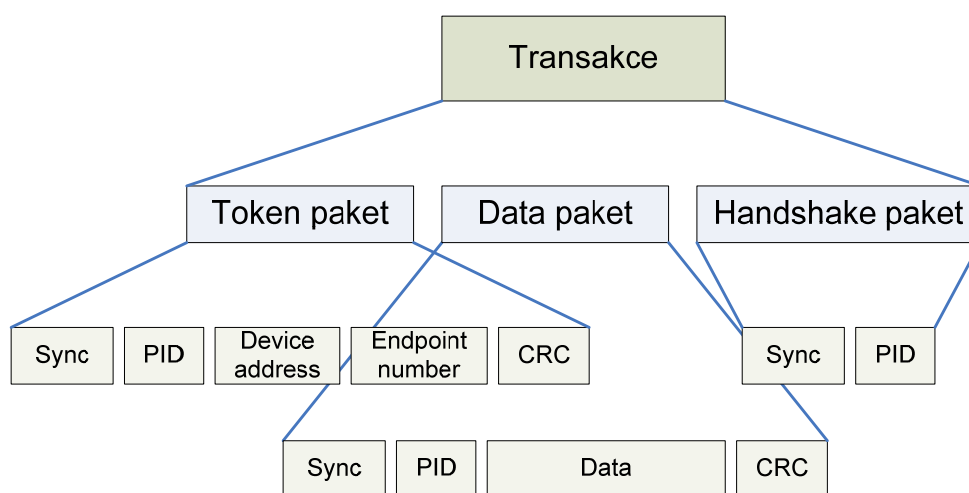 Transakce
Token paket
Data paket
Handshake paket
Sync
PID
Device
address
Endpoint
number
CRC
Sync
PID
Sync
PID
Data
CRC